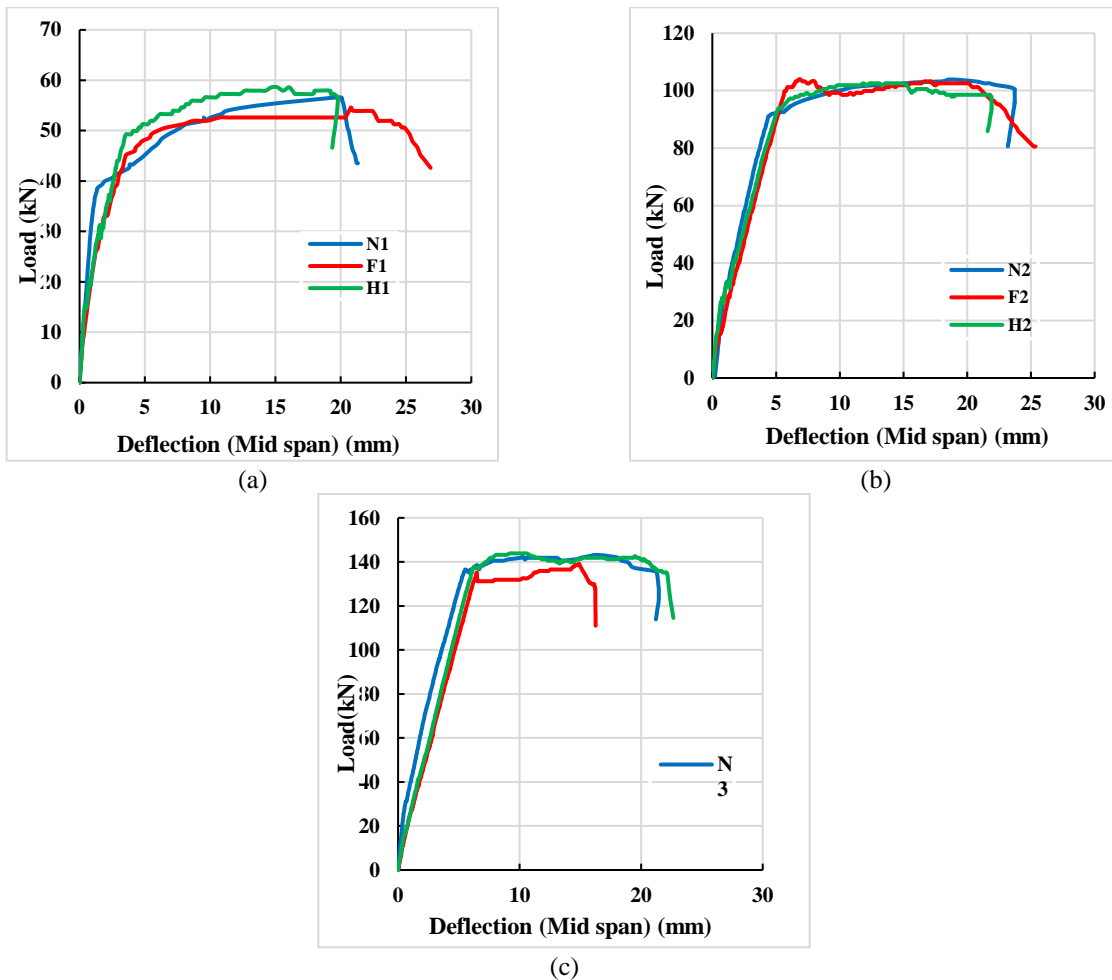 70
60
50
40
30
20
10
0
Load (kN)
N1
F1
H1
0 5 10 15 20 25 30
Deflection (Mid span) (mm)
(a)
120
100
80
60
40
20
0
Load (kN)
N2
F2
H2
0 5 10 15 20 25 30
Deflection (Mid span) (mm)
(b)
160
140
120
100
80
60
40
20
0
Load(kN)
N
3
0 10 20 30
Deflection (Mid span) (mm)
(c)